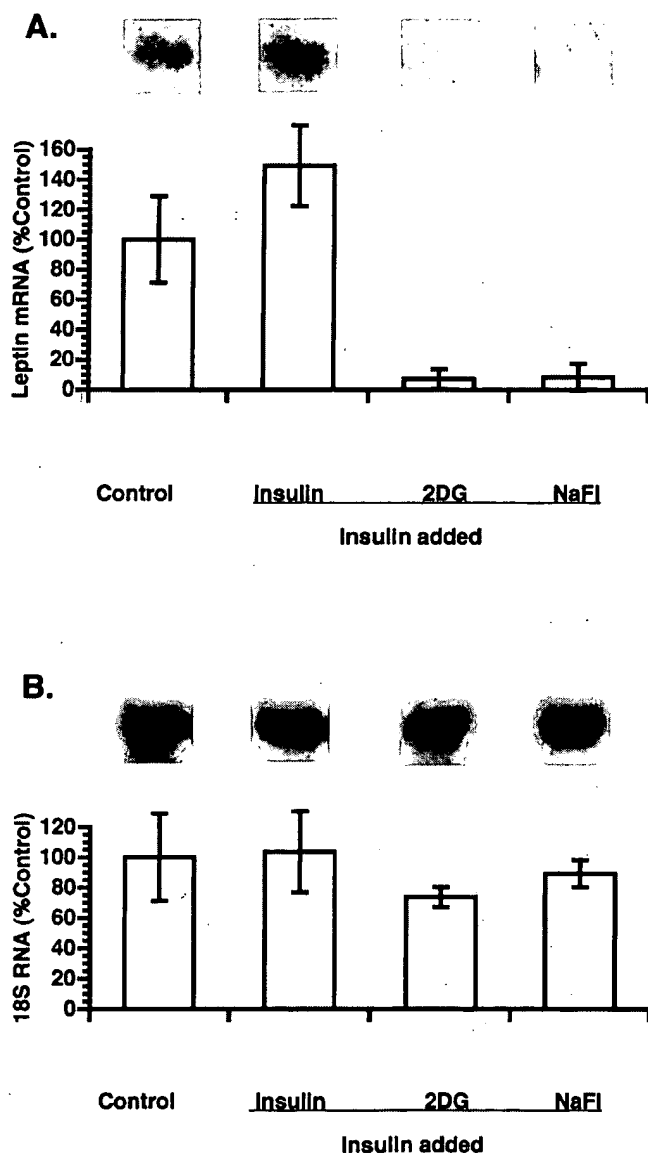 A.
Leptin mRNA (%Control)
160
140
120
100
80
60
40
20
0
Control Insulin 2DG NaFl
Insulin added
B.
18S RNA (%Control)
120
100
80
60
40
20
0
Control Insulin 2DG NaFl
Insulin added